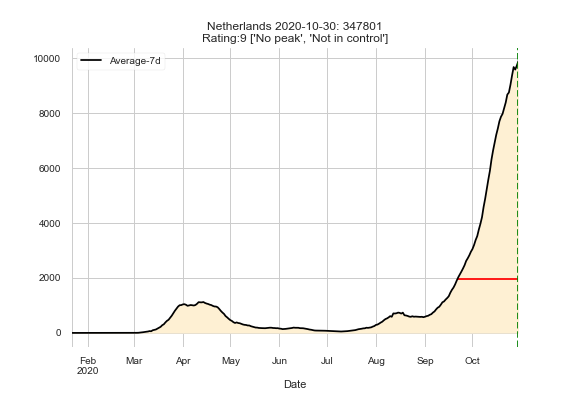 Netherlands 2020-10-30: 347801
Rating:9 ['No peak', 'Not in control']
Average-7d
10000
8000
6000
4000
2000
0
Feb Mar Apr May Jun Jul Aug Sep Oct
2020
Date